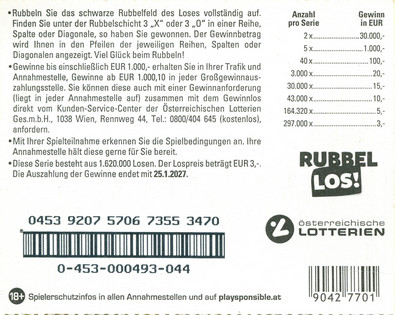 • Rubbeln Sie das schwarze Rubbelfeld des Loses vollständig auf.
Finden Sie unter der Rubbelschicht 3 „X“ oder 3 „O“ in einer Reihe,
Spalte oder Diagonale, so haben Sie gewonnen. Der Gewinnbetrag
wird Ihnen in den Pfeilen der jeweiligen Reihen, Spalten oder
Diagonalen angezeigt. Viel Glück beim Rubbeln!
• Gewinne bis einschließlich EUR 1.000,- erhalten Sie in Ihrer Trafik und
Annahmestelle, Gewinne ab EUR 1.000,10 in jeder Großgewinnaus-
zahlungsstelle. Sie können diese auch mit einer Gewinnanforderung
(liegt in jeder Annahmestelle auf) zusammen mit dem Gewinnlos
direkt vom Kunden-Service-Center der Österreichischen Lotterien
Ges.m.b.H., 1038 Wien, Rennweg 44, Tel.: 0800/404 645 (kostenlos),
anfordern.
• Mit Ihrer Spielteilnahme erkennen Sie die Spielbedingungen an. Ihre
Annahmestelle hält diese gerne für Sie bereit.
• Diese Serie besteht aus 1.620.000 Losen. Der Lospreis beträgt EUR 3,-.
Die Auszahlung der Gewinne endet mit 25.1.2027.
Anzahl Gewinn
pro Serie in EUR
2 x 30.000,-
5 x 1.000,-
40 x 100,-
3.000 x 20,-
30.000 x 15,-
43.000 x 10,-
164.320 x 5,-
297.000 x 3,-
RUBBEL
LOS!
österreichische
LOTTERIEN
0453 9207 5706 7355 3470
0-453-000493-044
9042 7701
18+ Spielerschutzinfos in allen Annahmestellen und auf playsponsible.at